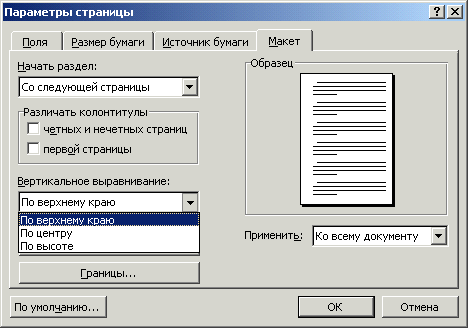 Параметры страницы
Поля
Размер бумаги
Источник бумаги
Макет
Начать раздел:
Со следующей страницы
Различать колонтитулы
четных и нечетных страниц
первой страницы
Вертикальное выравнивание:
По верхнему краю
По верхнему краю
По центру
По высоте
Границы...
Образец
Применить:
Ко всему документу
По умолчанию...
OK
Отмена